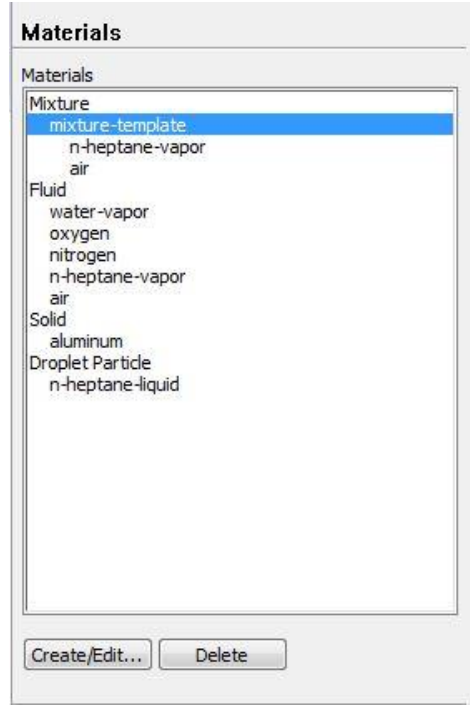 Materials
Materials
Mixture
mixture-template
n-heptane-vapor
air
Fluid
water-vapor
oxygen
nitrogen
n-heptane-vapor
air
Solid
aluminum
Droplet Particle
n-heptane-liquid
Create/Edit... Delete